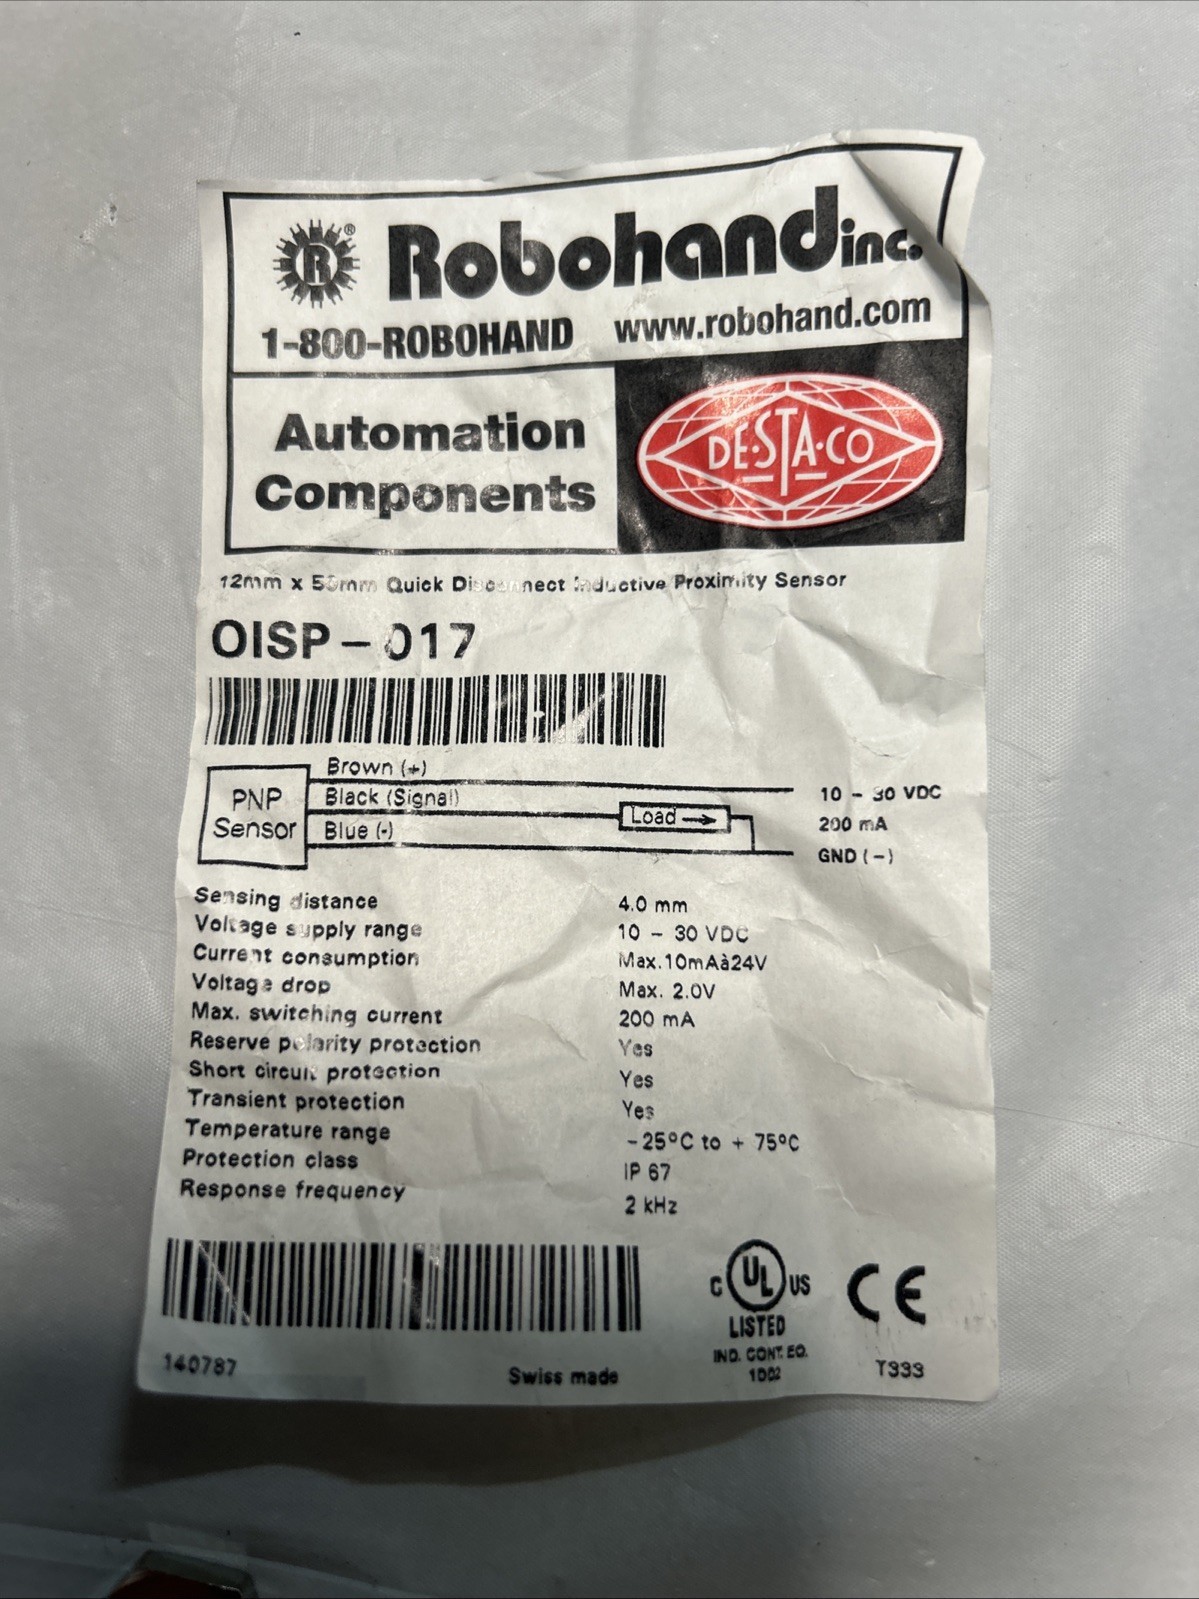 R®
Robohand inc.
1-800-ROBOHAND www.robohand.com
Automation
Components
DE-STA-CO
12mm x mm Quick Disconnect Inductive Proximity Sensor
OISP-017
Brown (+)
PNP Black (Signal) 10 - 30 VDC
Sensor Blue (-) Load 200 mA
GND (-)
Sensing distance 4.0 mm
Voltage supply range 10 - 30 VDC
Current consumption Max.10mAà24V
Voltage drop Max. 2.0V
Max. switching current 200 mA
Reserve polarity protection Yes
Short circuit protection Yes
Transient protection Yes
Temperature range -25°C to + 75°C
Protection class IP 67
Response frequency 2 kHz
C UL US CE
LISTED
IND. CONT. EQ.
1D02
140787 Swiss made T333